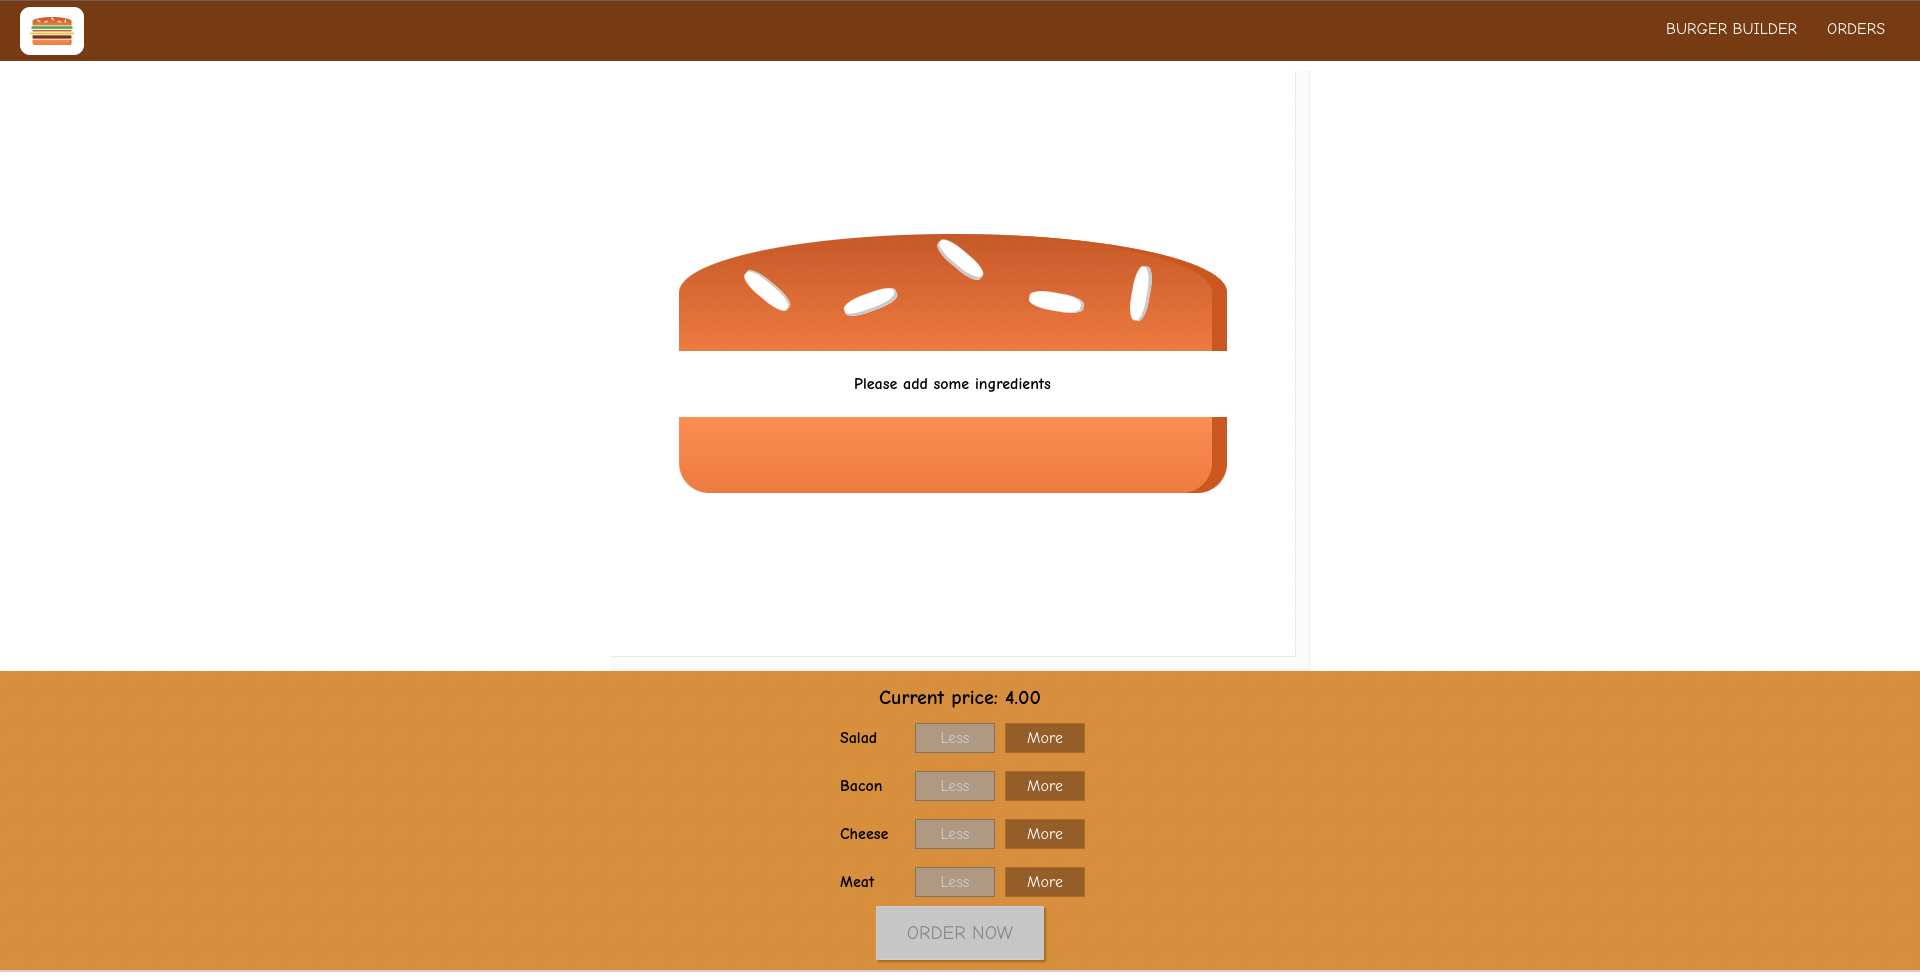 BURGER BUILDER ORDERS
Please add some ingredients
Current price: 4.00
Salad Less More
Bacon Less More
Cheese Less More
Meat Less More
ORDER NOW